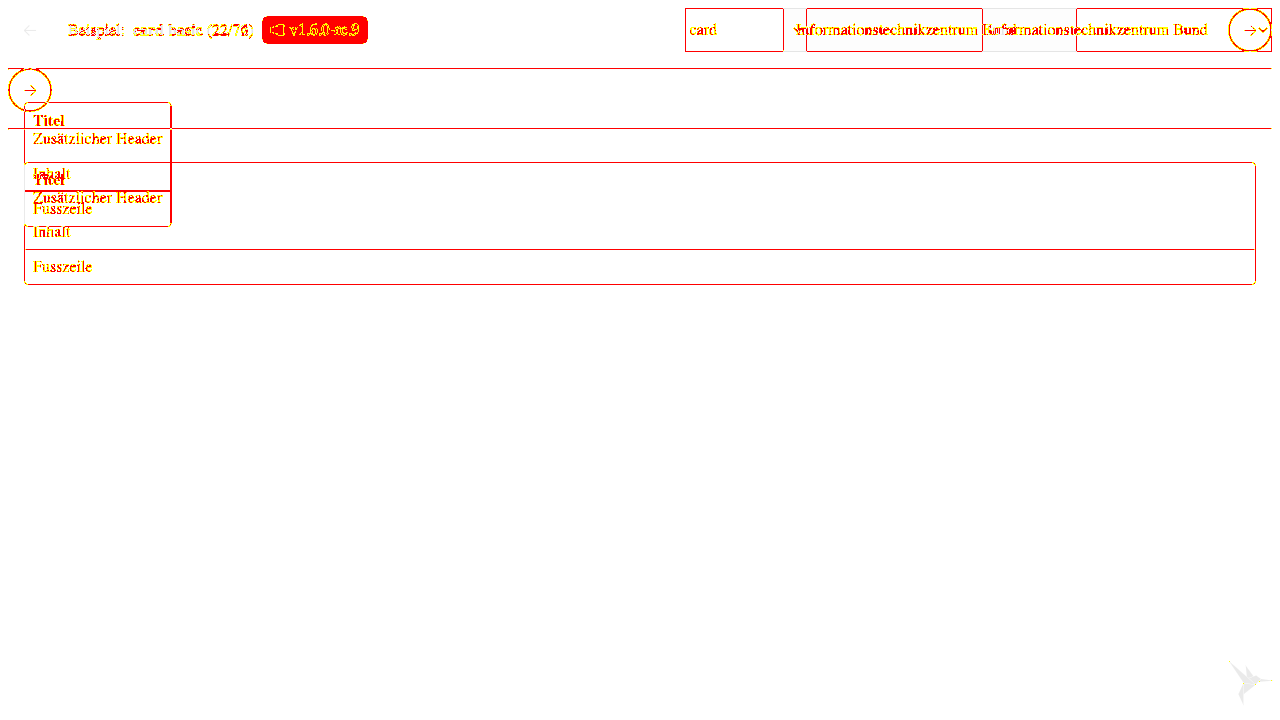 Beispiel: card basic (22/76) v1.6.0-rc.9 card Informationstechnikzentrum Bund Informationstechnikzentrum Bund
Titel
Zusätzlicher Header
Inhalt
Titel
Zusätzlicher Header
Fusszeile
Inhalt
Fusszeile